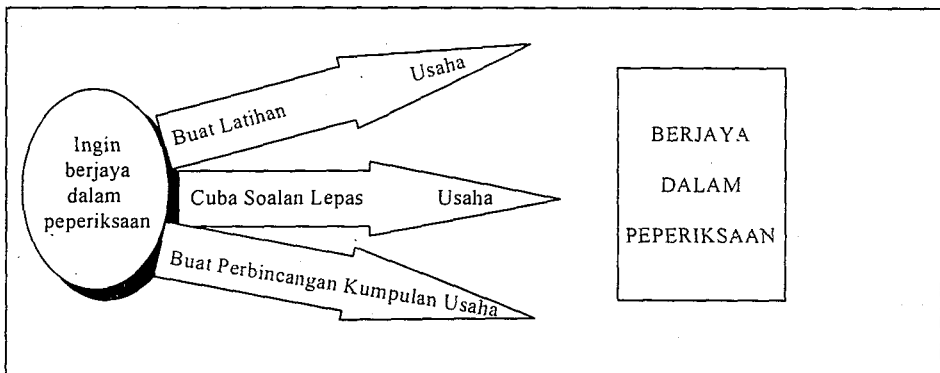 Ingin
berjaya
dalam
peperiksaan
Buat Latihan Usaha
Cuba Soalan Lepas Usaha
Buat Perbincangan Kumpulan Usaha
BERJAYA
DALAM
PEPERIKSAAN